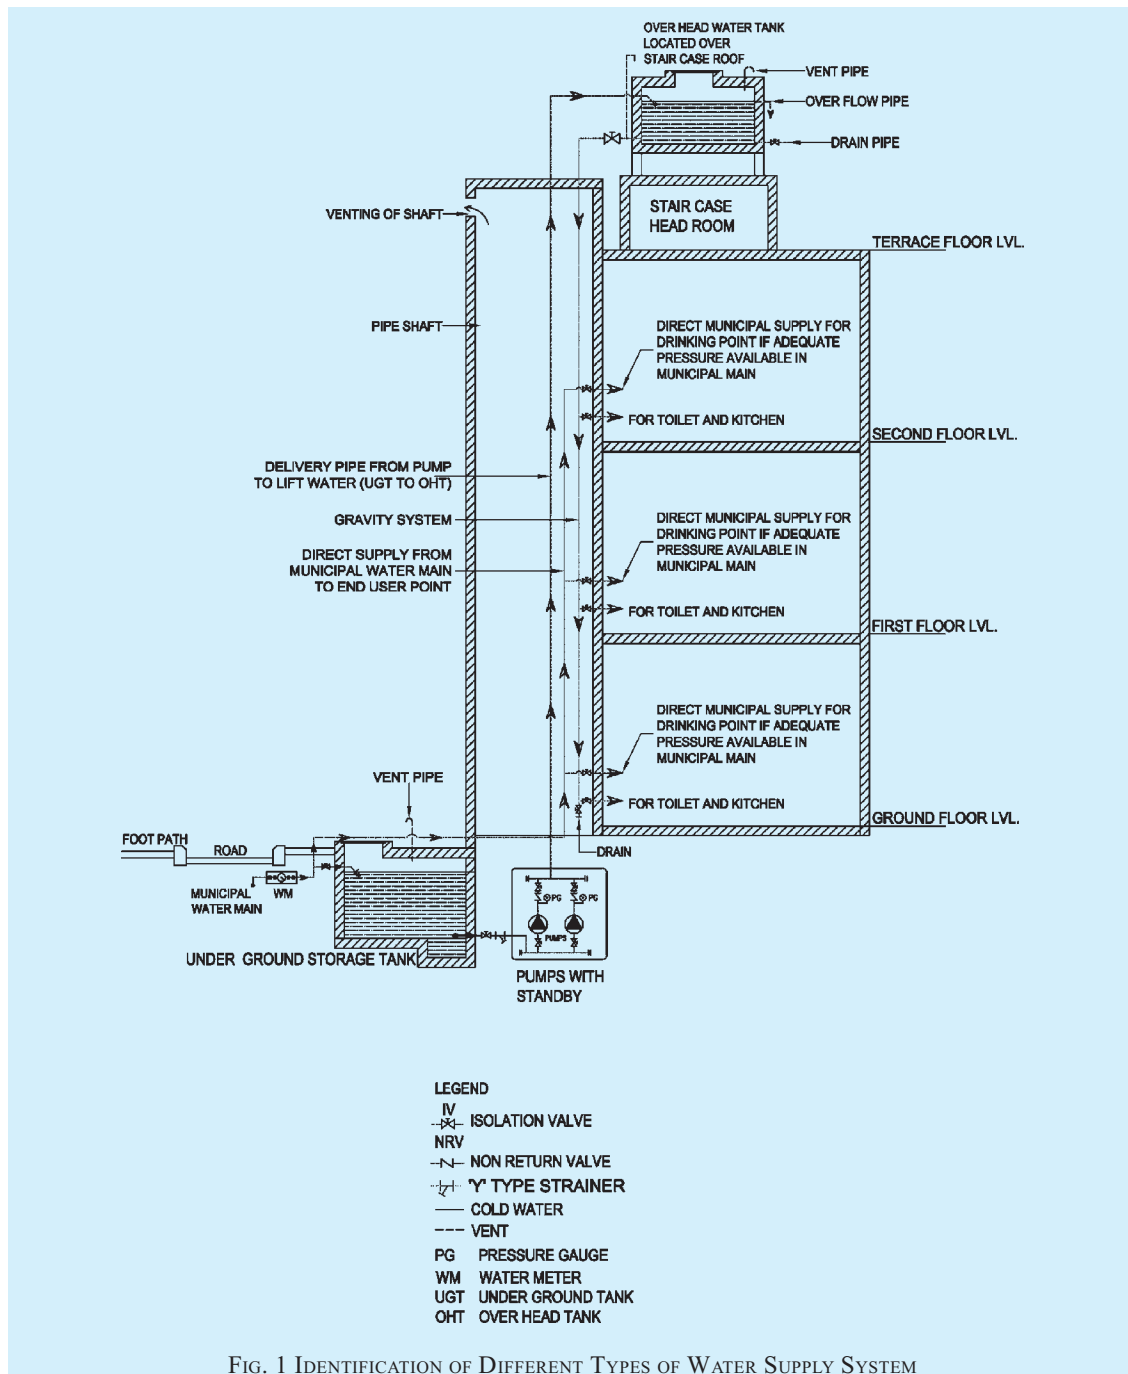 OVER HEAD WATER TANK
LOCATED OVER
STAIR CASE ROOF
VENT PIPE
OVER FLOW PIPE
DRAIN PIPE
STAIR CASE
HEAD ROOM
VENTING OF SHAFT
TERRACE FLOOR LVL.
PIPE SHAFT
DIRECT MUNICIPAL SUPPLY FOR
DRINKING POINT IF ADEQUATE
PRESSURE AVAILABLE IN
MUNICIPAL MAIN
FOR TOILET AND KITCHEN
SECOND FLOOR LVL.
DELIVERY PIPE FROM PUMP
TO LIFT WATER (UGT TO OHT)
GRAVITY SYSTEM
DIRECT SUPPLY FROM
MUNICIPAL WATER MAIN
TO END USER POINT
DIRECT MUNICIPAL SUPPLY FOR
DRINKING POINT IF ADEQUATE
PRESSURE AVAILABLE IN
MUNICIPAL MAIN
FOR TOILET AND KITCHEN
FIRST FLOOR LVL.
DIRECT MUNICIPAL SUPPLY FOR
DRINKING POINT IF ADEQUATE
PRESSURE AVAILABLE IN
MUNICIPAL MAIN
VENT PIPE
FOR TOILET AND KITCHEN
GROUND FLOOR LVL.
FOOT PATH
ROAD
DRAIN
MUNICIPAL
WATER MAIN
WM
PG
PG
PUMPS
UNDER GROUND STORAGE TANK
PUMPS WITH
STANDBY
LEGEND
IV
ISOLATION VALVE
NRV
NON RETURN VALVE
'Y' TYPE STRAINER
COLD WATER
VENT
PG PRESSURE GAUGE
WM WATER METER
UGT UNDER GROUND TANK
OHT OVER HEAD TANK
FIG. 1 IDENTIFICATION OF DIFFERENT TYPES OF WATER SUPPLY SYSTEM